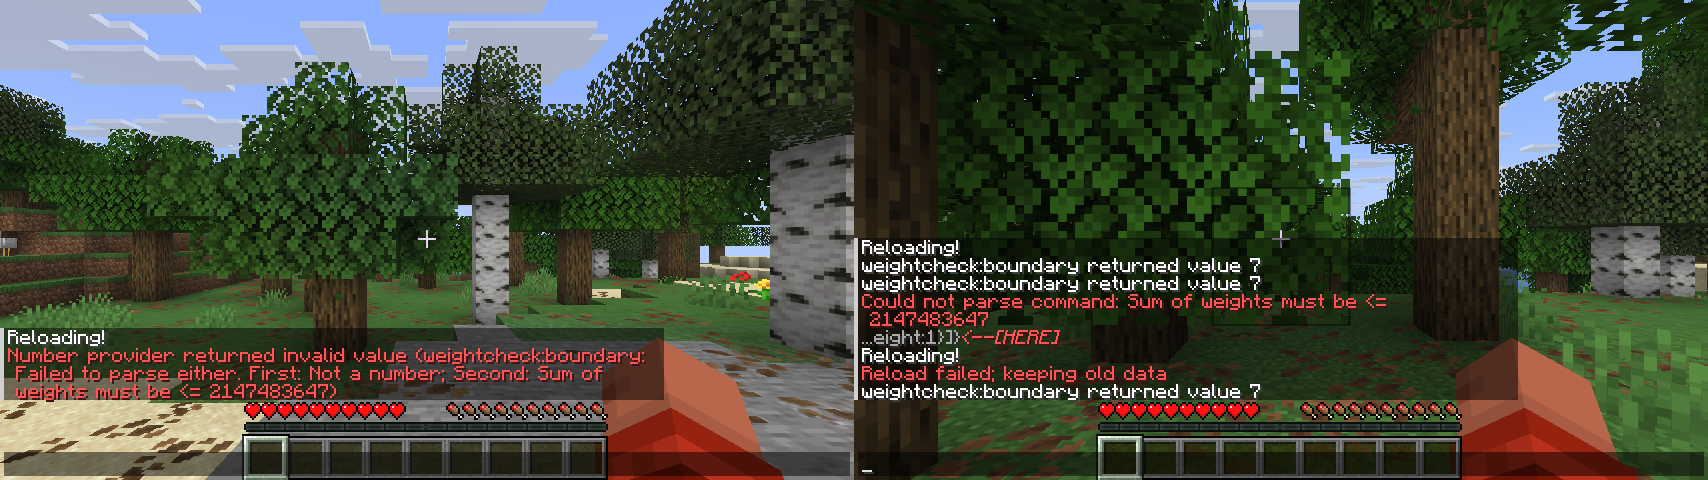 Reloading!
Number provider returned invalid value (weightcheck:boundary:
Failed to parse either. First: Not a number; Second: Sum of
weights must be <= 2147483647)
Reloading!
weightcheck:boundary returned value 7
weightcheck:boundary returned value 7
Could not parse command: Sum of weights must be <=
2147483647
...eight:1}]}<--[HERE]
Reloading!
Reload failed; keeping old data
weightcheck:boundary returned value 7
_